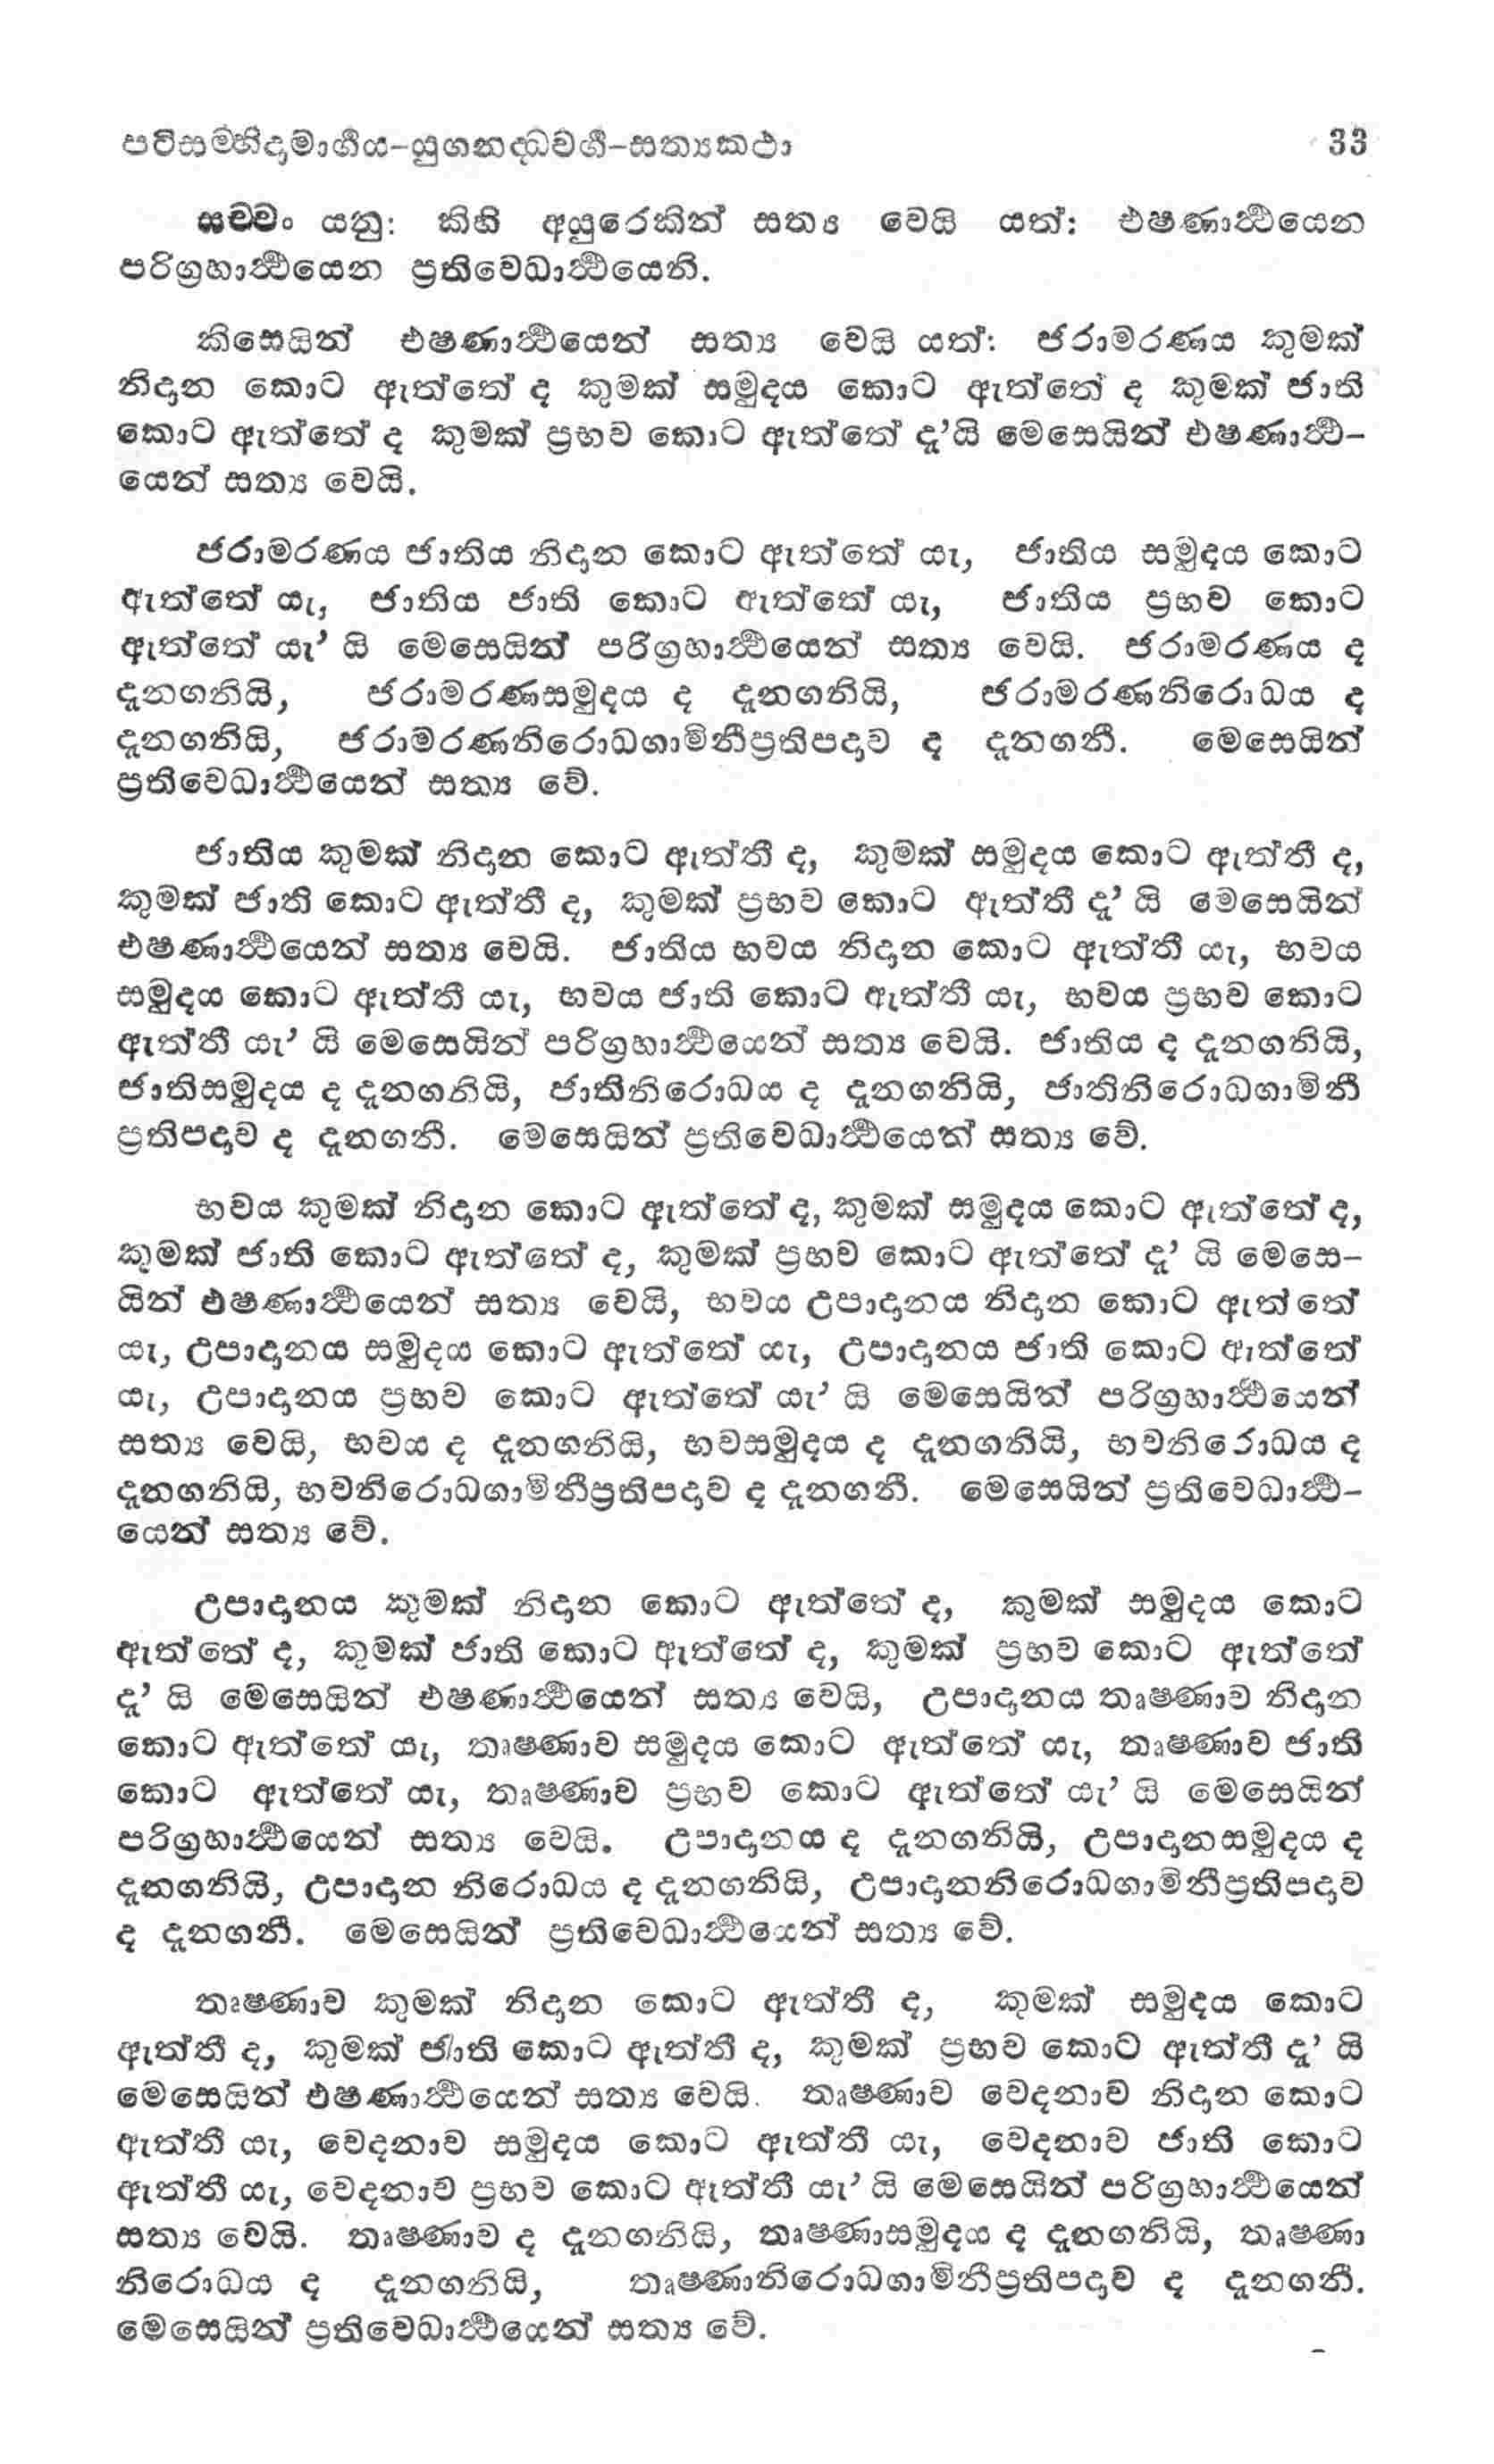 පටිසම්භිදාමාර්ගය-යුගනද්ධවර්ග-සත්‍යකථා 33
සච්චං යනු: කිහි අයුරෙකින් සත්‍ය වෙයි යත්: එෂණාර්ථයෙන
පරිග්‍රහාර්ථයෙන ප්‍රතිවෙධාර්ථයෙනි.
කිසෙයින් එෂණාර්ථයෙන් සත්‍ය වෙයි යත්: ජරාමරණය කුමක්
නිදාන කොට ඇත්තේ ද කුමක් සමුදය කොට ඇත්තේ ද කුමක් ජාති
කොට ඇත්තේ ද කුමක් ප්‍රභව කොට ඇත්තේ දැ’යි මෙසෙයින් එෂණාර්ථ-
යෙන් සත්‍ය වෙයි.
ජරාමරණය ජාතිය නිදාන කොට ඇත්තේ යැ, ජාතිය සමුදය කොට
ඇත්තේ යැ, ජාතිය ජාති කොට ඇත්තේ යැ, ජාතිය ප්‍රභව කොට
ඇත්තේ යැ’ යි මෙසෙයින් පරිග්‍රහාර්ථයෙන් සත්‍ය වෙයි. ජරාමරණය ද
දැනගනියි, ජරාමරණසමුදය ද දැනගනියි, ජරාමරණනිරොධය ද
දැනගනියි, ජරාමරණනිරොධගාමිනීප්‍රතිපදාව ද දැනගනී. මෙසෙයින්
ප්‍රතිවෙධාර්ථයෙන් සත්‍ය වේ.
ජාතිය කුමක් නිදාන කොට ඇත්තී ද, කුමක් සමුදය කොට ඇත්තී ද,
කුමක් ජාති කොට ඇත්තී ද, කුමක් ප්‍රභව කොට ඇත්තී දැ’ යි මෙසෙයින්
එෂණාර්ථයෙන් සත්‍ය වෙයි. ජාතිය භවය නිදාන කොට ඇත්තී යැ, භවය
සමුදය කොට ඇත්තී යැ, භවය ජාති කොට ඇත්තී යැ, භවය ප්‍රභව කොට
ඇත්තී යැ’ යි මෙසෙයින් පරිග්‍රහාර්ථයෙන් සත්‍ය වෙයි. ජාතිය ද දැනගනියි,
ජාතිසමුදය ද දැනගනියි, ජාතිනිරොධය ද දැනගනියි, ජාතිනිරොධගාමිනී
ප්‍රතිපදාව ද දැනගනී. මෙසෙයින් ප්‍රතිවෙධාර්ථයෙන් සත්‍ය වේ.
භවය කුමක් නිදාන කොට ඇත්තේ ද, කුමක් සමුදය කොට ඇත්තේ ද,
කුමක් ජාති කොට ඇත්තේ ද, කුමක් ප්‍රභව කොට ඇත්තේ දැ’ යි මෙසෙ-
යින් එෂණාර්ථයෙන් සත්‍ය වෙයි, භවය උපාදානය නිදාන කොට ඇත්තේ
යැ, උපාදානය සමුදය කොට ඇත්තේ යැ, උපාදානය ජාති කොට ඇත්තේ
යැ, උපාදානය ප්‍රභව කොට ඇත්තේ යැ’ යි මෙසෙයින් පරිග්‍රහාර්ථයෙන්
සත්‍ය වෙයි, භවය ද දැනගනියි, භවසමුදය ද දැනගනියි, භවනිරොධය ද
දැනගනියි, භවනිරොධගාමිනීප්‍රතිපදාව ද දැනගනී. මෙසෙයින් ප්‍රතිවෙධාර්ථ-
යෙන් සත්‍ය වේ.
උපාදානය කුමක් නිදාන කොට ඇත්තේ ද, කුමක් සමුදය කොට
ඇත්තේ ද, කුමක් ජාති කොට ඇත්තේ ද, කුමක් ප්‍රභව කොට ඇත්තේ
දැ’ යි මෙසෙයින් එෂණාර්ථයෙන් සත්‍ය වෙයි, උපාදානය තෘෂණාව නිදාන
කොට ඇත්තේ යැ, තෘෂණාව සමුදය කොට ඇත්තේ යැ, තෘෂණාව ජාති
කොට ඇත්තේ යැ, තෘෂණාව ප්‍රභව කොට ඇත්තේ යැ’ යි මෙසෙයින්
පරිග්‍රහාර්ථයෙන් සත්‍ය වෙයි. උපාදානය ද දැනගනියි, උපාදානසමුදය ද
දැනගනියි, උපාදාන නිරොධය ද දැනගනියි, උපාදානනිරොධගාමිනීප්‍රතිපදාව
ද දැනගනී. මෙසෙයින් ප්‍රතිවෙධාර්ථයෙන් සත්‍ය වේ.
තෘෂණාව කුමක් නිදාන කොට ඇත්තී ද, කුමක් සමුදය කොට
ඇත්තී ද, කුමක් ජාති කොට ඇත්තී ද, කුමක් ප්‍රභව කොට ඇත්තී දැ’ යි
මෙසෙයින් එෂණාර්ථයෙන් සත්‍ය වෙයි. තෘෂණාව වෙදනාව නිදාන කොට
ඇත්තී යැ, වෙදනාව සමුදය කොට ඇත්තී යැ, වෙදනාව ජාති කොට
ඇත්තී යැ, වෙදනාව ප්‍රභව කොට ඇත්තී යැ’ යි මෙසෙයින් පරිග්‍රහාර්ථයෙන්
සත්‍ය වෙයි. තෘෂණාව ද දැනගනියි, තෘෂණාසමුදය ද දැනගනියි, තෘෂණා
නිරොධය ද දැනගනියි, තෘෂණානිරොධගාමිනීප්‍රතිපදාව ද දැනගනී.
මෙසෙයින් ප්‍රතිවෙධාර්ථයෙන් සත්‍ය වේ.